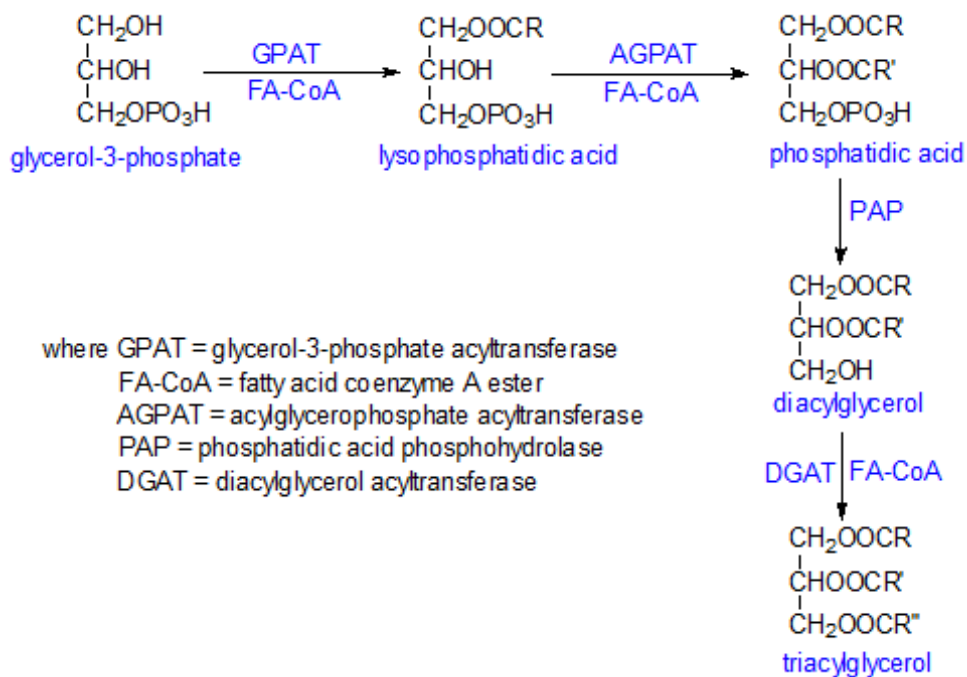 CH₂OH
CHOH
CH₂OPO₃H
glycerol-3-phosphate
GPAT
FA-CoA
CH₂OOCR
CHOH
CH₂OPO₃H
lysophosphatidic acid
AGPAT
FA-CoA
CH₂OOCR
CHOOCR'
CH₂OPO₃H
phosphatidic acid
PAP
CH₂OOCR
CHOOCR'
CH₂OH
diacylglycerol
DGAT FA-CoA
CH₂OOCR
CHOOCR'
CH₂OOCR"
triacylglycerol
where GPAT = glycerol-3-phosphate acyltransferase
FA-CoA = fatty acid coenzyme A ester
AGPAT = acylglycerophosphate acyltransferase
PAP = phosphatidic acid phosphohydrolase
DGAT = diacylglycerol acyltransferase